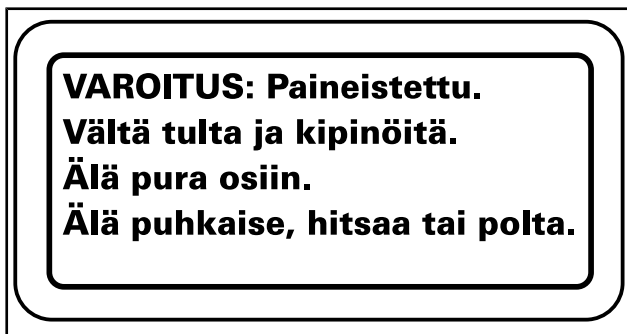 VAROITUS: Paineistettu.
Vältä tulta ja kipinöitä.
Älä pura osiin.
Älä puhkaise, hitsaa tai polta.